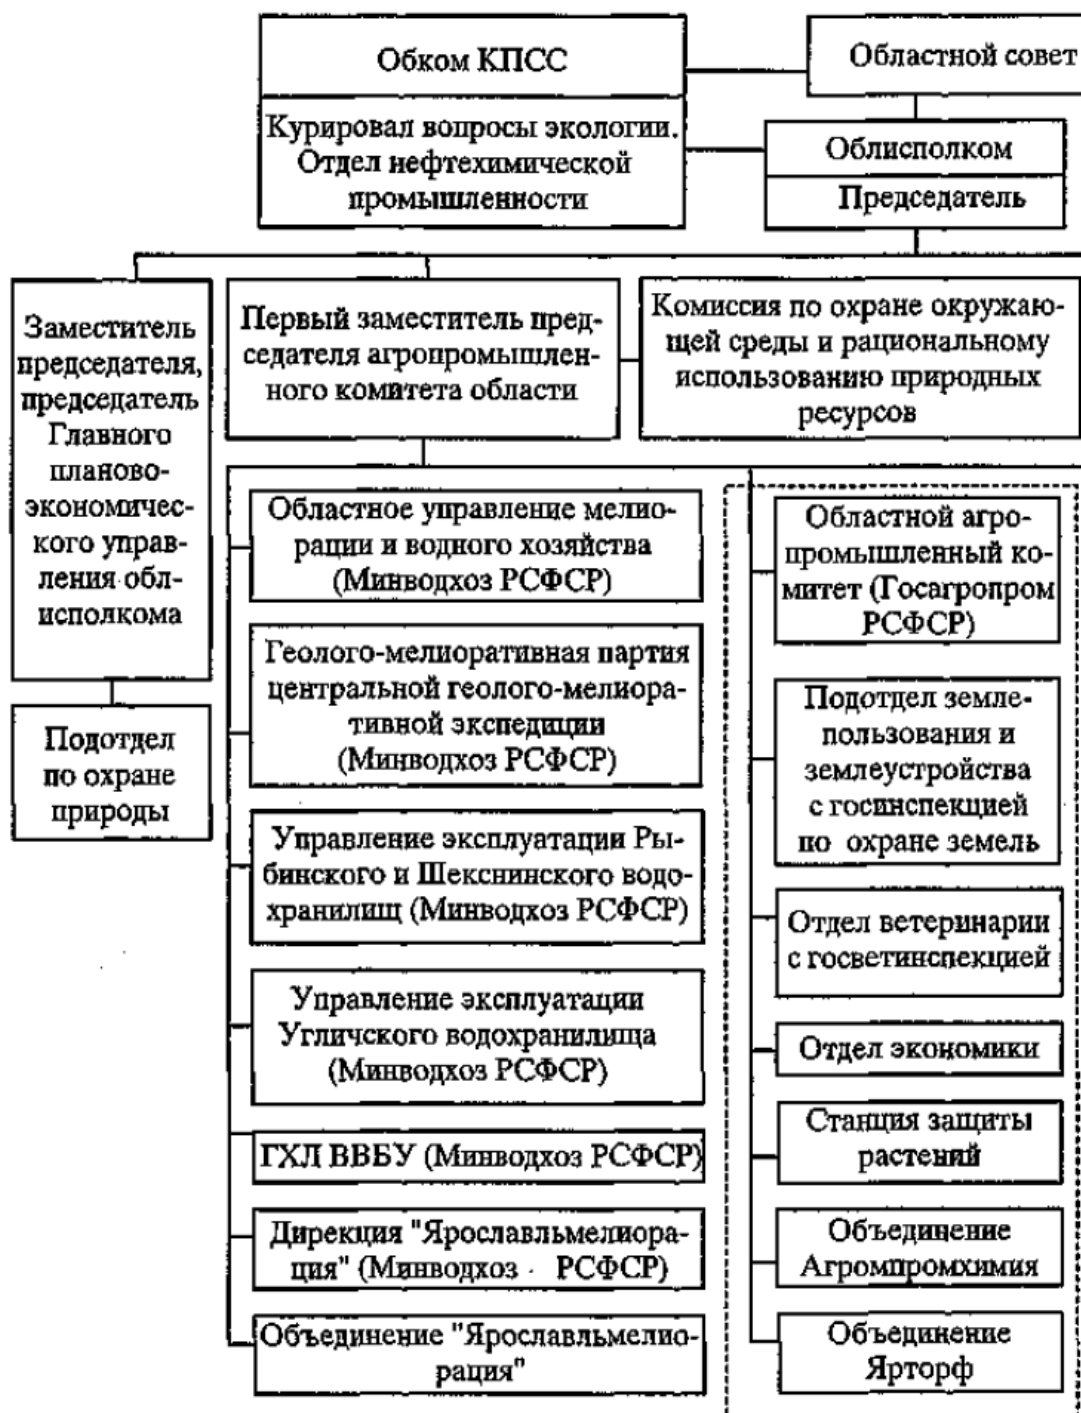 Обком КПСС
Курировал вопросы экологии.
Отдел нефтехимической
промышленности
Областной совет
Облисполком
Председатель
Заместитель
председателя,
председатель
Главного
планово-
экономичес-
кого управ-
ления обл-
исполкома
Подотдел
по охране
природы
Первый заместитель пред-
седателя агропромышлен-
ного комитета области
Комиссия по охране окружаю-
щей среды и рациональному
использованию природных
ресурсов
Областное управление мелио-
рации и водного хозяйства
(Минводхоз РСФСР)
Геолого-мелиоративная партия
центральной геолого-мелиора-
тивной экспедиции
(Минводхоз РСФСР)
Управление эксплуатации Ры-
бинского и Шекснинского водо-
хранилищ (Минводхоз РСФСР)
Управление эксплуатации
Угличского водохранилища
(Минводхоз РСФСР)
ГХЛ ВВБУ (Минводхоз РСФСР)
Дирекция "Ярославльмелиора-
ция" (Минводхоз РСФСР)
Объединение "Ярославльмелио-
рация"
Областной агро-
промышленный ко-
митет (Госагропром
РСФСР)
Подотдел земле-
пользования и
землеустройства
с госинспекцией
по охране земель
Отдел ветеринарии
с госветинспекцией
Отдел экономики
Станция защиты
растений
Объединение
Агромпромхимия
Объединение
Ярторф